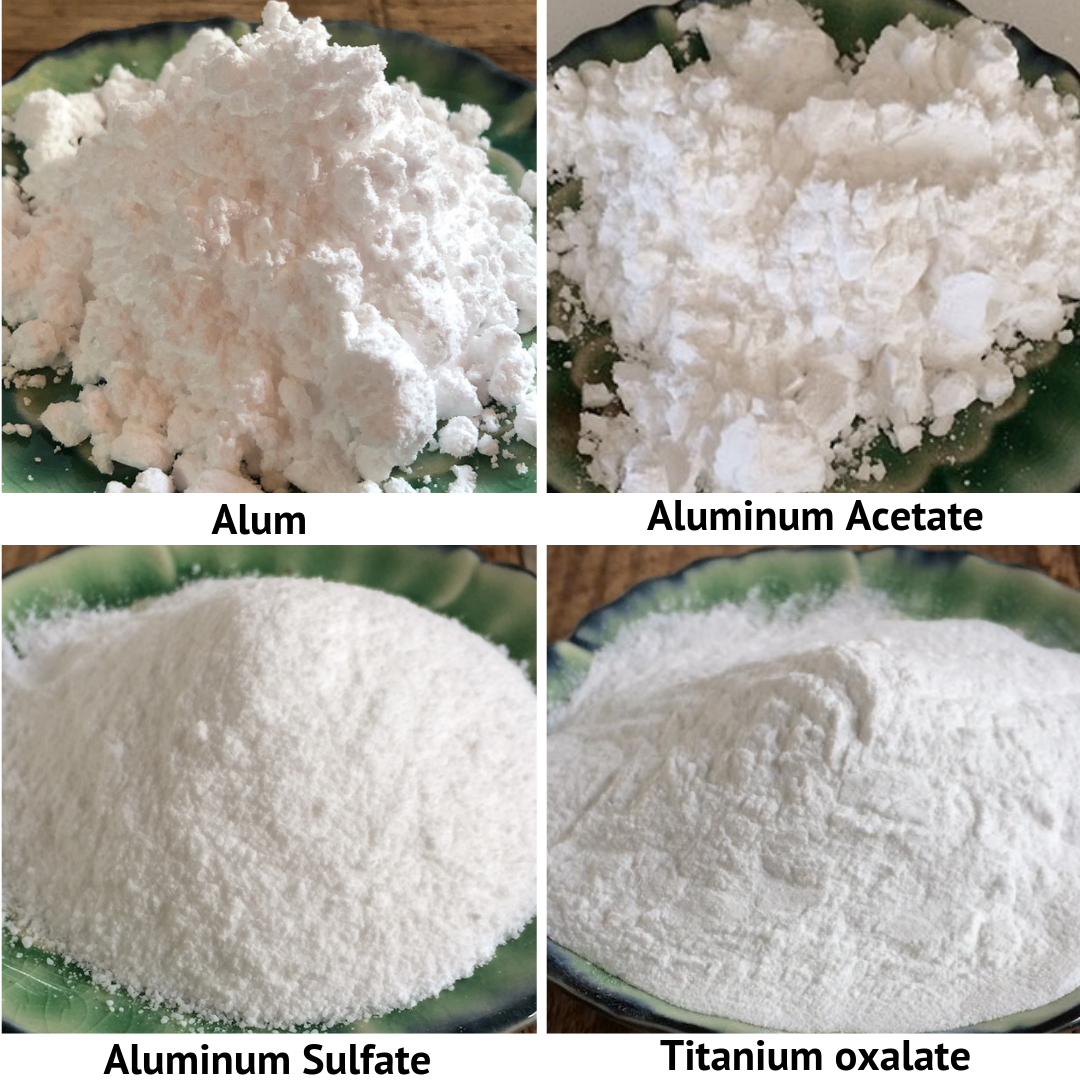 Alum
Aluminum Acetate
Aluminum Sulfate
Titanium oxalate